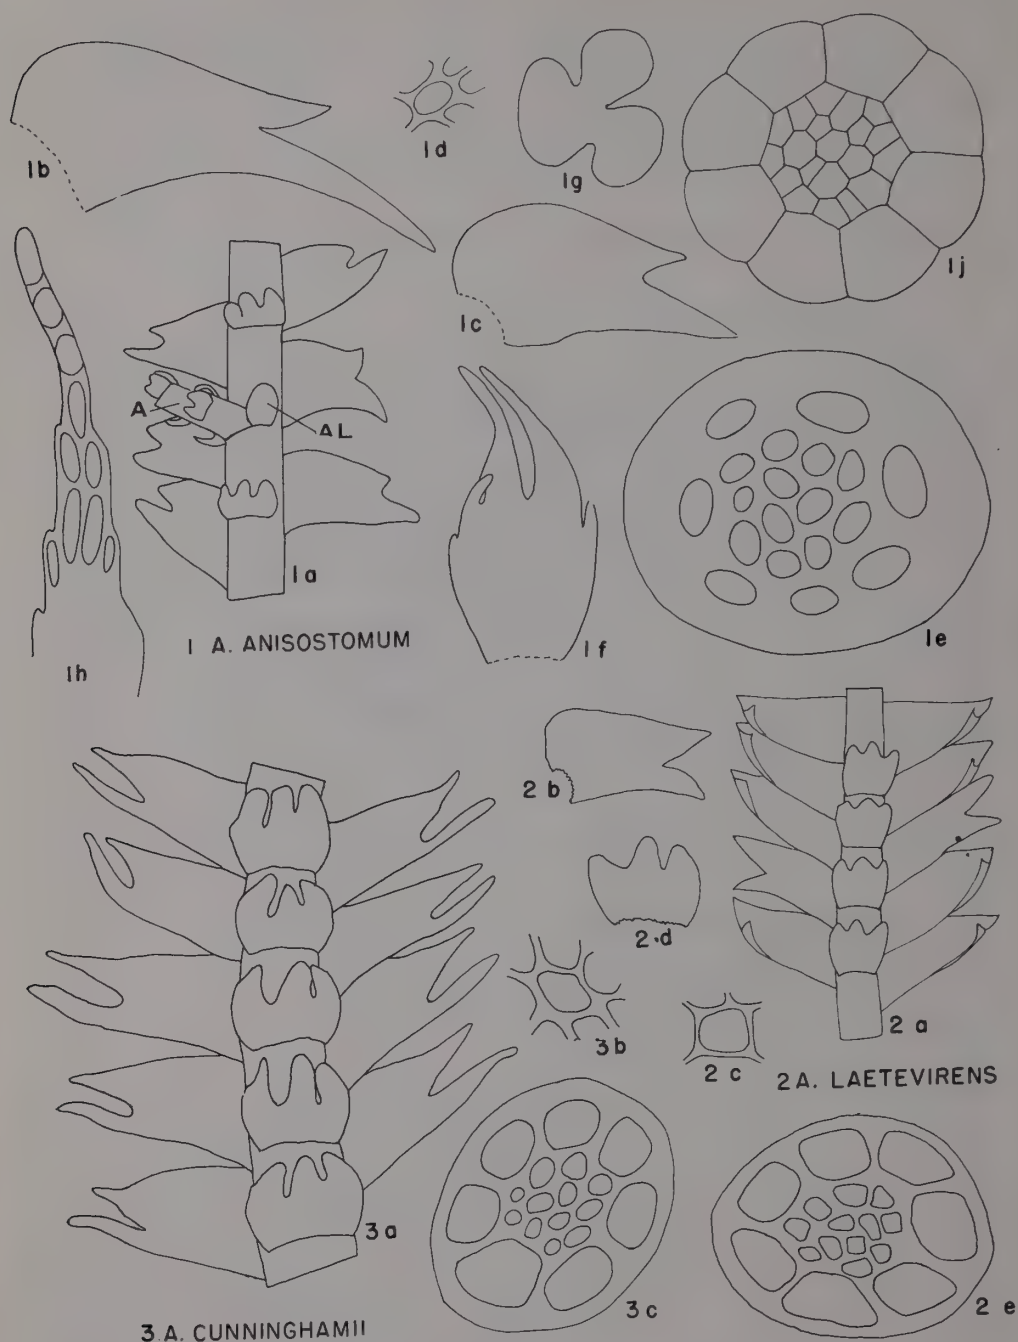 1b
1d
1g
1j
1c
A
AL
1a
1 A. ANISOSTOMUM
1h
1f
1e
2 b
2·d
2 a
3b
2 c
2 A. LAETEVIRENS
3a
3c
2 e
3.A. CUNNINGHAMII